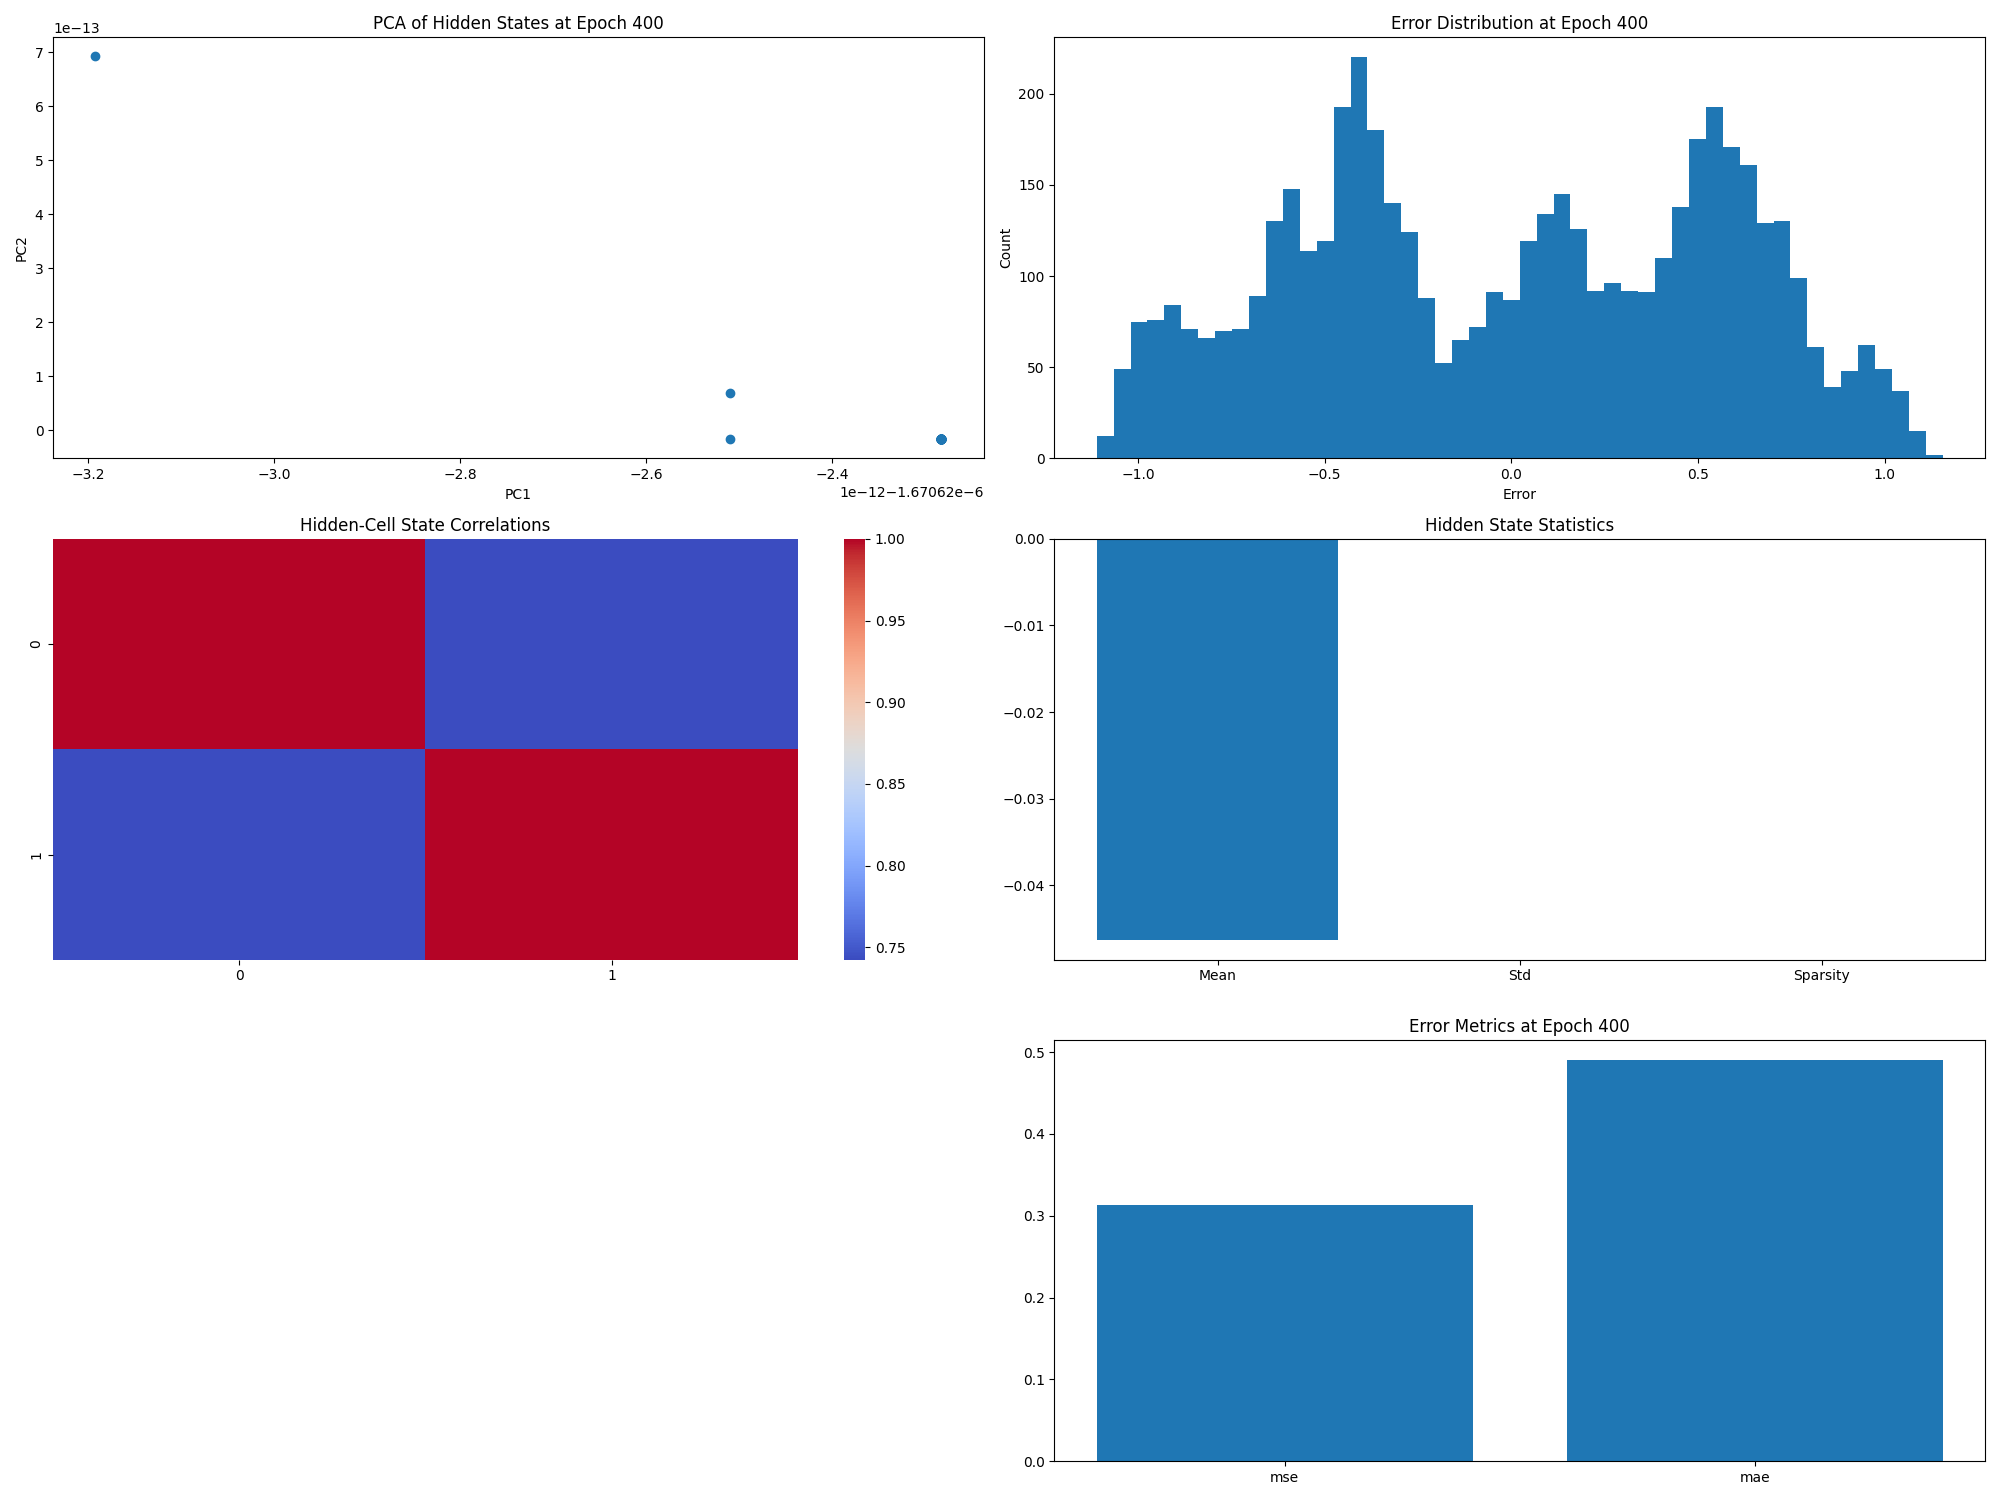 PCA of Hidden States at Epoch 400
1e−13
7
6
5
4
3
2
1
0
PC2
−3.2 −3.0 −2.8 −2.6 −2.4
PC1
1e−12−1.67062e−6
Error Distribution at Epoch 400
200
150
100
50
0
Count
−1.0 −0.5 0.0 0.5 1.0
Error
Hidden-Cell State Correlations
0
1
0 1
1.00
0.95
0.90
0.85
0.80
0.75
Hidden State Statistics
0.00
−0.01
−0.02
−0.03
−0.04
Mean Std Sparsity
Error Metrics at Epoch 400
0.5
0.4
0.3
0.2
0.1
0.0
mse mae